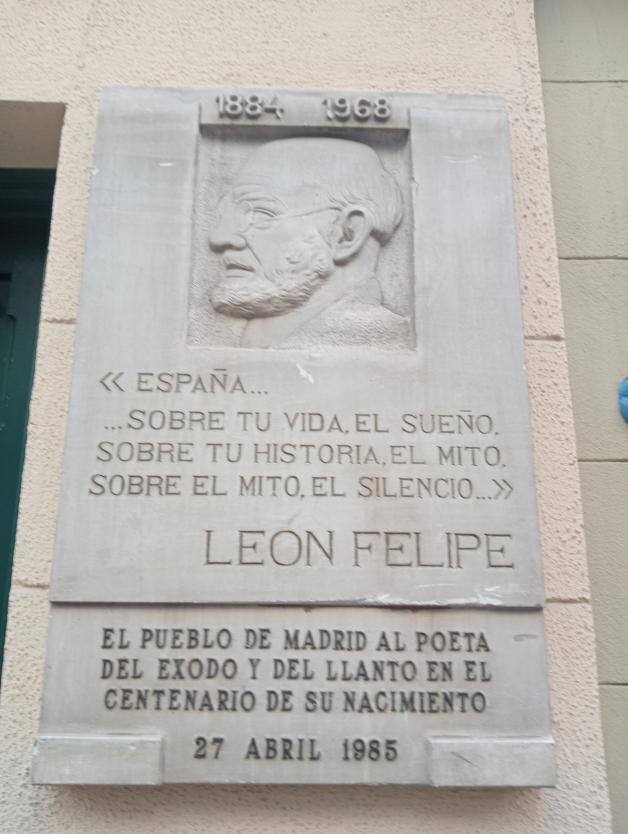 1884 1968
« ESPAÑA...
...SOBRE TU VIDA, EL SUEÑO.
SOBRE TU HISTORIA, EL MITO.
SOBRE EL MITO, EL SILENCIO...»
LEON FELIPE
EL PUEBLO DE MADRID AL POETA
DEL EXODO Y DEL LLANTO EN EL
CENTENARIO DE SU NACIMIENTO
27 ABRIL 1985